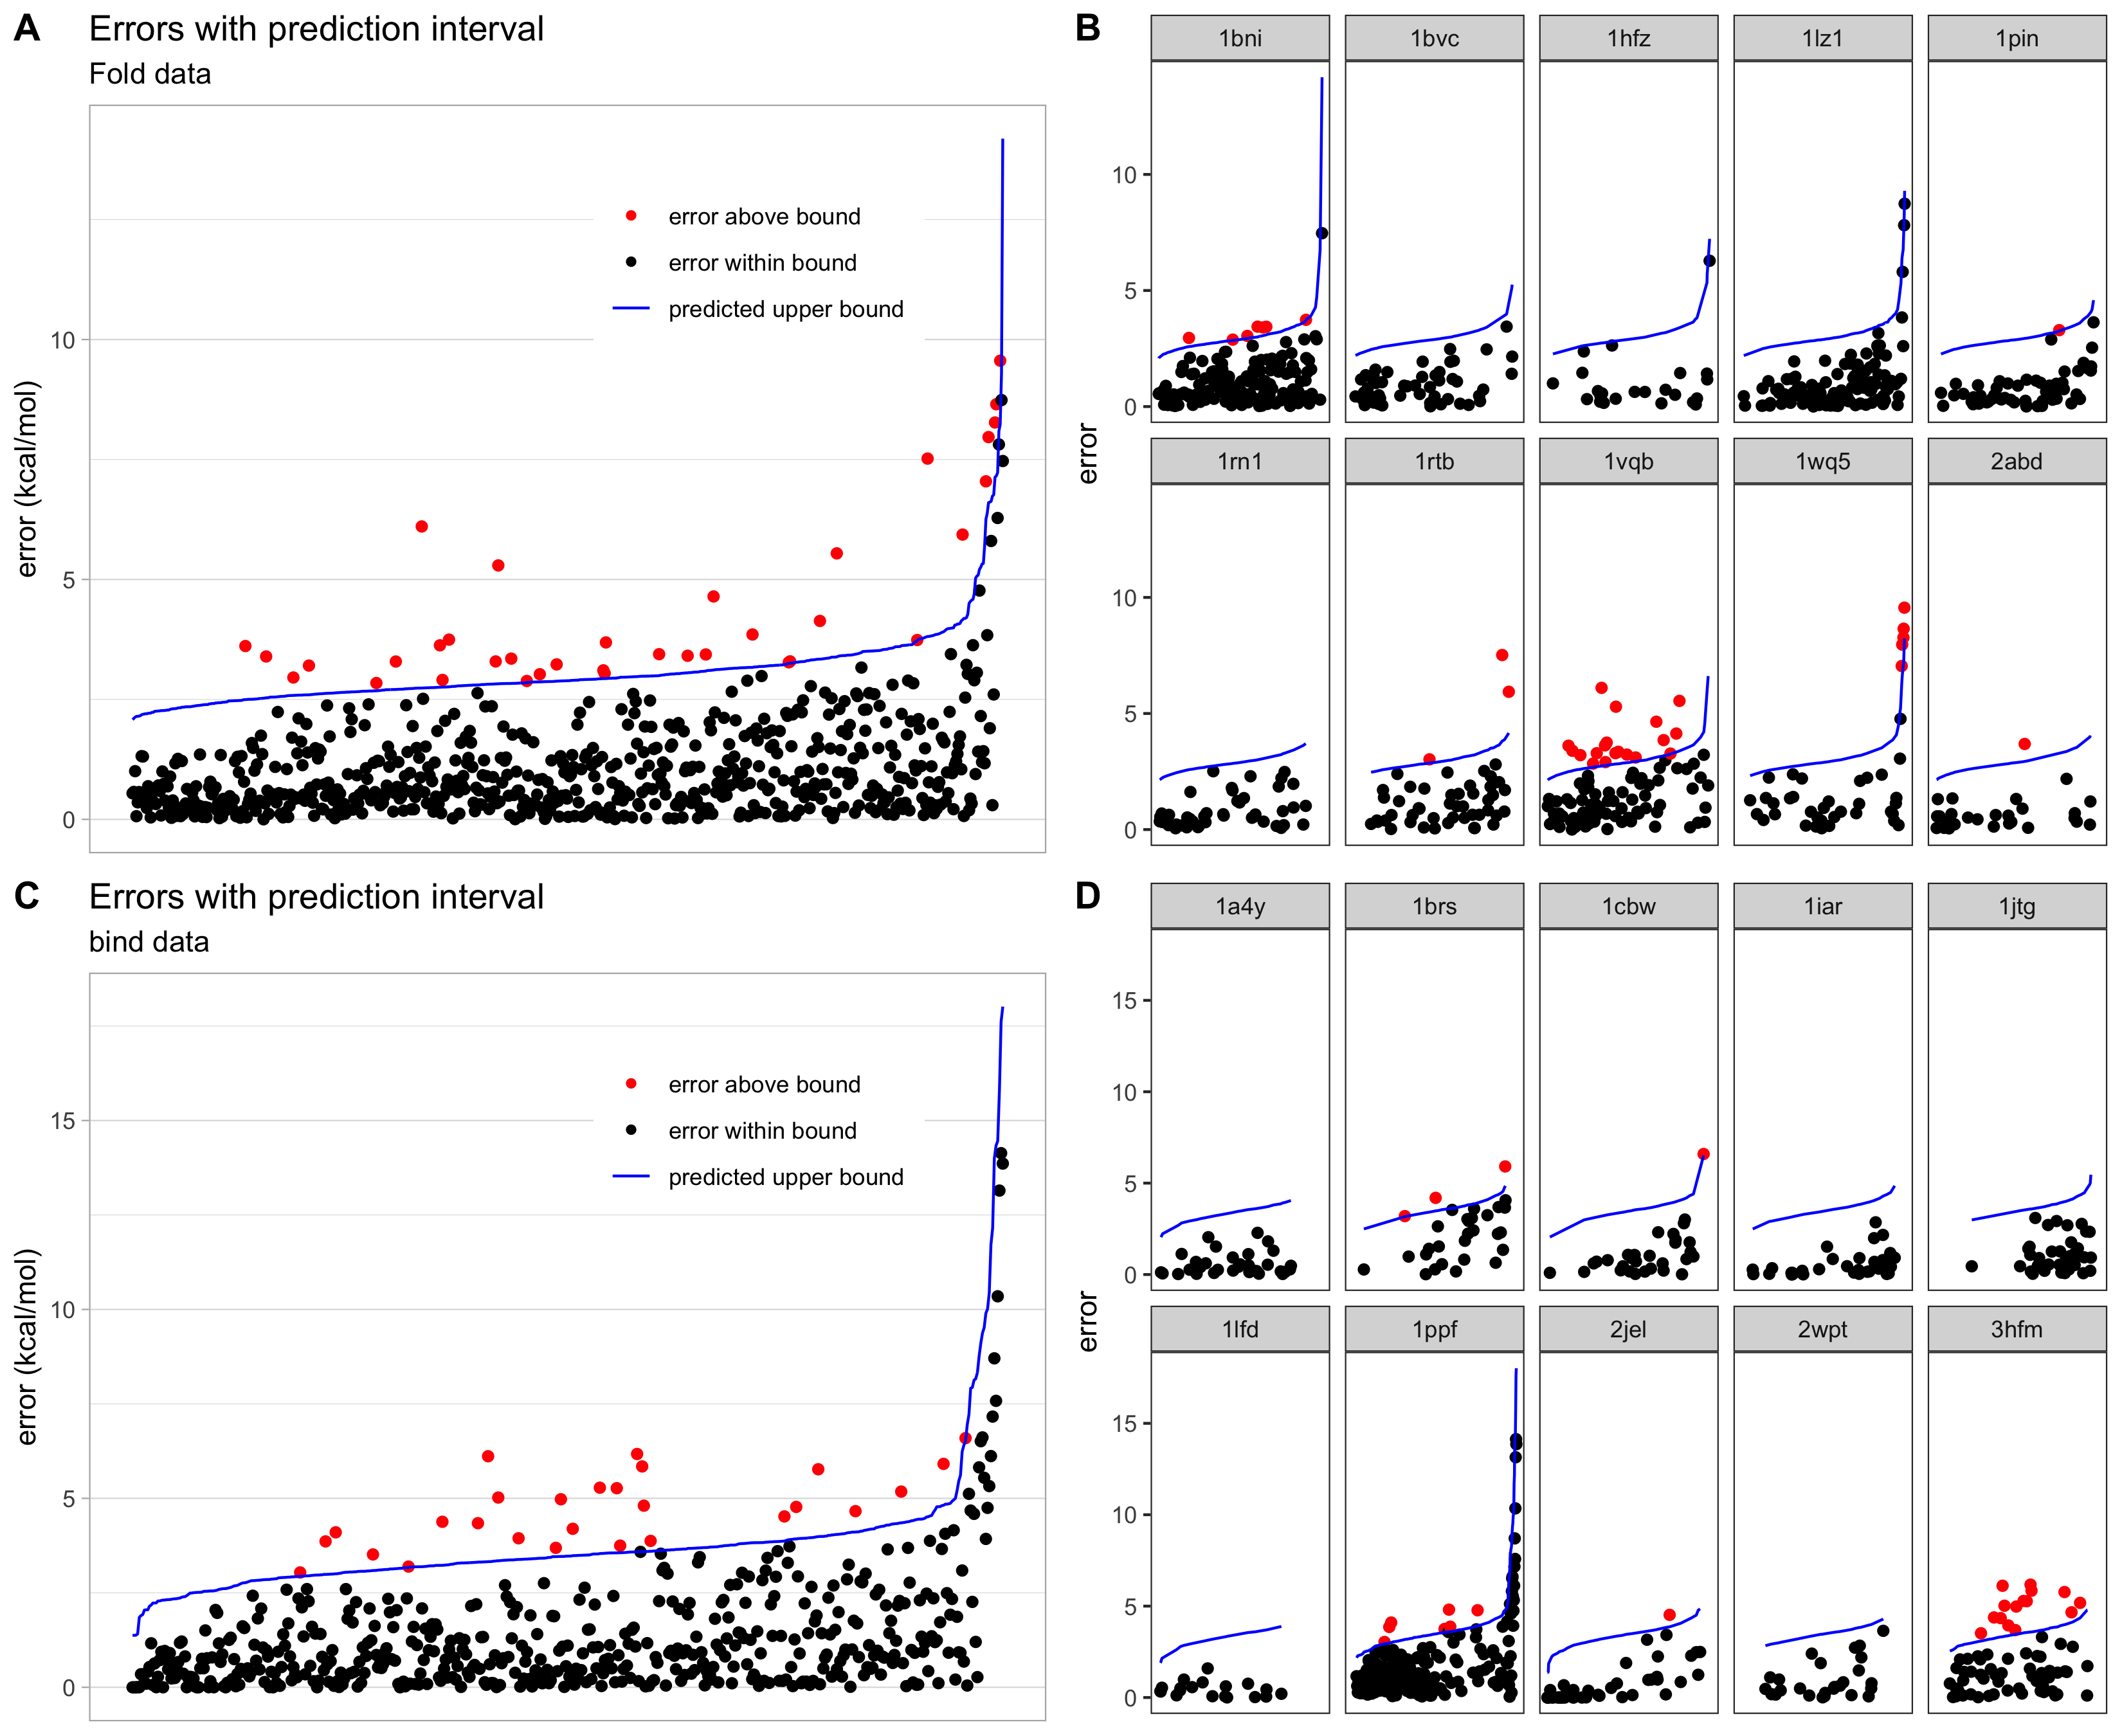 A Errors with prediction interval
Fold data
error (kcal/mol)
10
5
0
error above bound
error within bound
predicted upper bound
B
1bni 1bvc 1hfz 1lz1 1pin
10
5
0
error
1rn1 1rtb 1vqb 1wq5 2abd
10
5
0
C Errors with prediction interval
bind data
error (kcal/mol)
15
10
5
0
error above bound
error within bound
predicted upper bound
D
1a4y 1brs 1cbw 1iar 1jtg
15
10
5
0
error
1lfd 1ppf 2jel 2wpt 3hfm
15
10
5
0